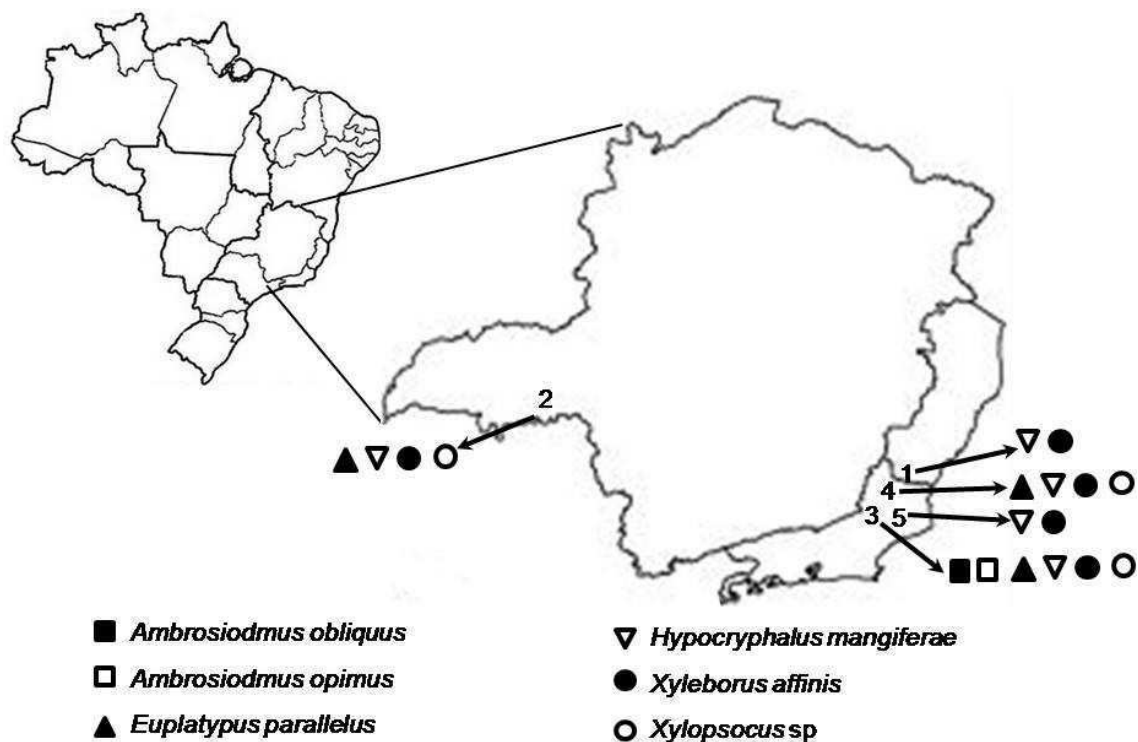 2
1
4
3 5
Ambrosiodmus obliquus
Ambrosiodmus opimus
Euplatypus parallelus
Hypocryphalus mangiferae
Xyleborus affinis
Xylopsocus sp